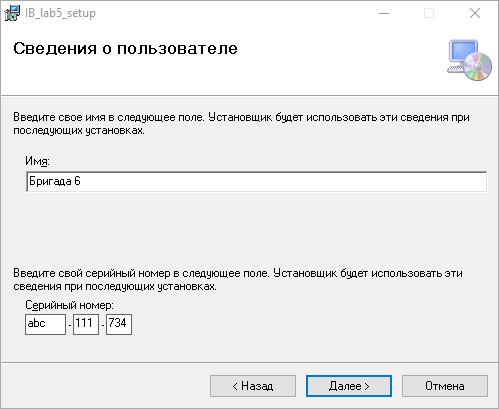 IB_lab5_setup
Сведения о пользователе
Введите свое имя в следующее поле. Установщик будет использовать эти сведения при
последующих установках.
Имя:
Бригада 6
Введите свой серийный номер в следующее поле. Установщик будет использовать эти
сведения при последующих установках.
Серийный номер:
abc - 111 - 734
< Назад Далее > Отмена